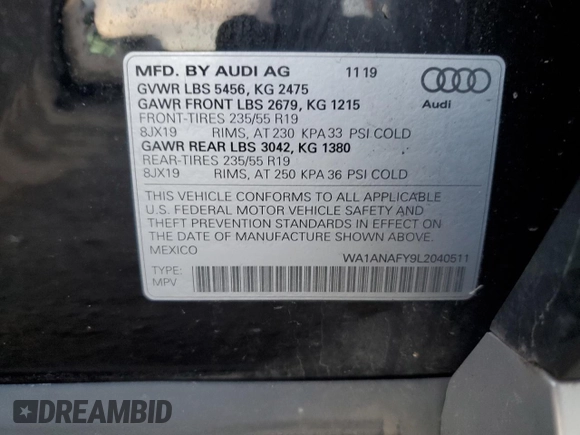 MFD. BY AUDI AG 11 19
GVWR LBS 5456, KG 2475
GAWR FRONT LBS 2679, KG 1215
Audi
FRONT-TIRES 235/55 R19
8JX19 RIMS, AT 230 KPA 33 PSI COLD
GAWR REAR LBS 3042, KG 1380
REAR-TIRES 235/55 R19
8JX19 RIMS, AT 250 KPA 36 PSI COLD
THIS VEHICLE CONFORMS TO ALL APPLICABLE
U.S. FEDERAL MOTOR VEHICLE SAFETY AND
THEFT PREVENTION STANDARDS IN EFFECT ON
THE DATE OF MANUFACTURE SHOWN ABOVE.
MEXICO WA1ANAFY9L2040511
TYPE:
MPV
DREAMBID